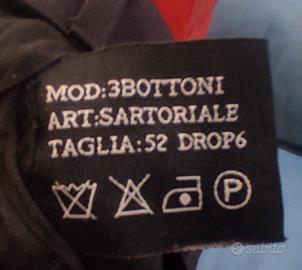 MOD:3BOTTONI
ART:SARTORIALE
TAGLIA:52 DROP6
P
subito